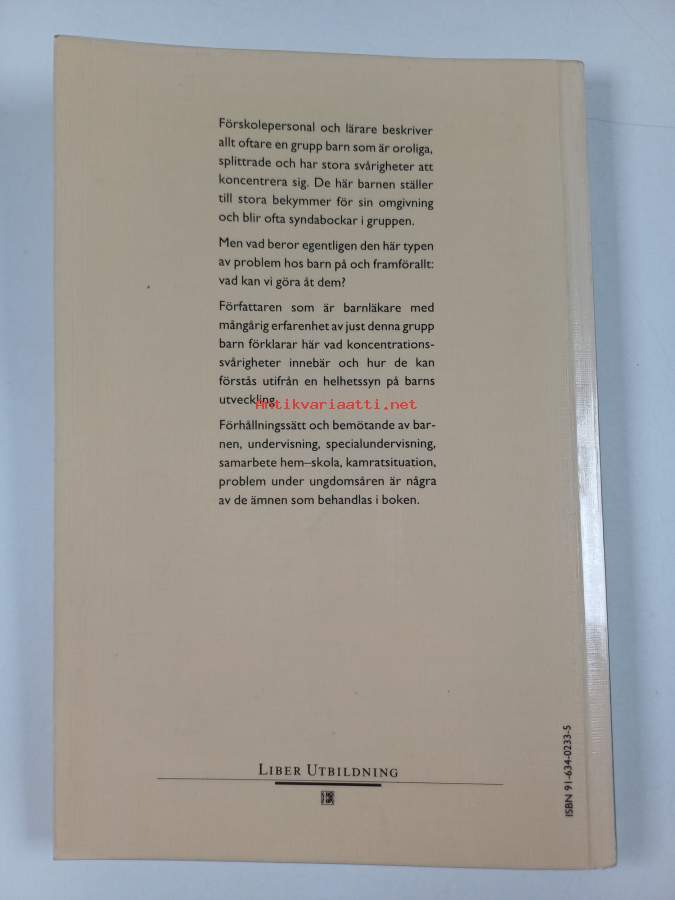 Förskolepersonal och lärare beskriver
allt oftare en grupp barn som är oroliga,
splittrade och har stora svårigheter att
koncentrera sig. De här barnen ställer
till stora bekymmer för sin omgivning
och blir ofta syndabockar i gruppen.
Men vad beror egentligen den här typen
av problem hos barn på och framförallt:
vad kan vi göra åt dem?
Författaren som är barnläkare med
mångårig erfarenhet av just denna grupp
barn förklarar här vad koncentrations-
svårigheter innebär och hur de kan
förstås utifrån en helhetssyn på barns
utveckling.
Antikvariaatti.net
Förhållningssätt och bemötande av bar-
nen, undervisning, specialundervisning,
samarbete hem–skola, kamratsituation,
problem under ungdomsåren är några
av de ämnen som behandlas i boken.
LIBER UTBILDNING
ISBN 91-634-0233-5